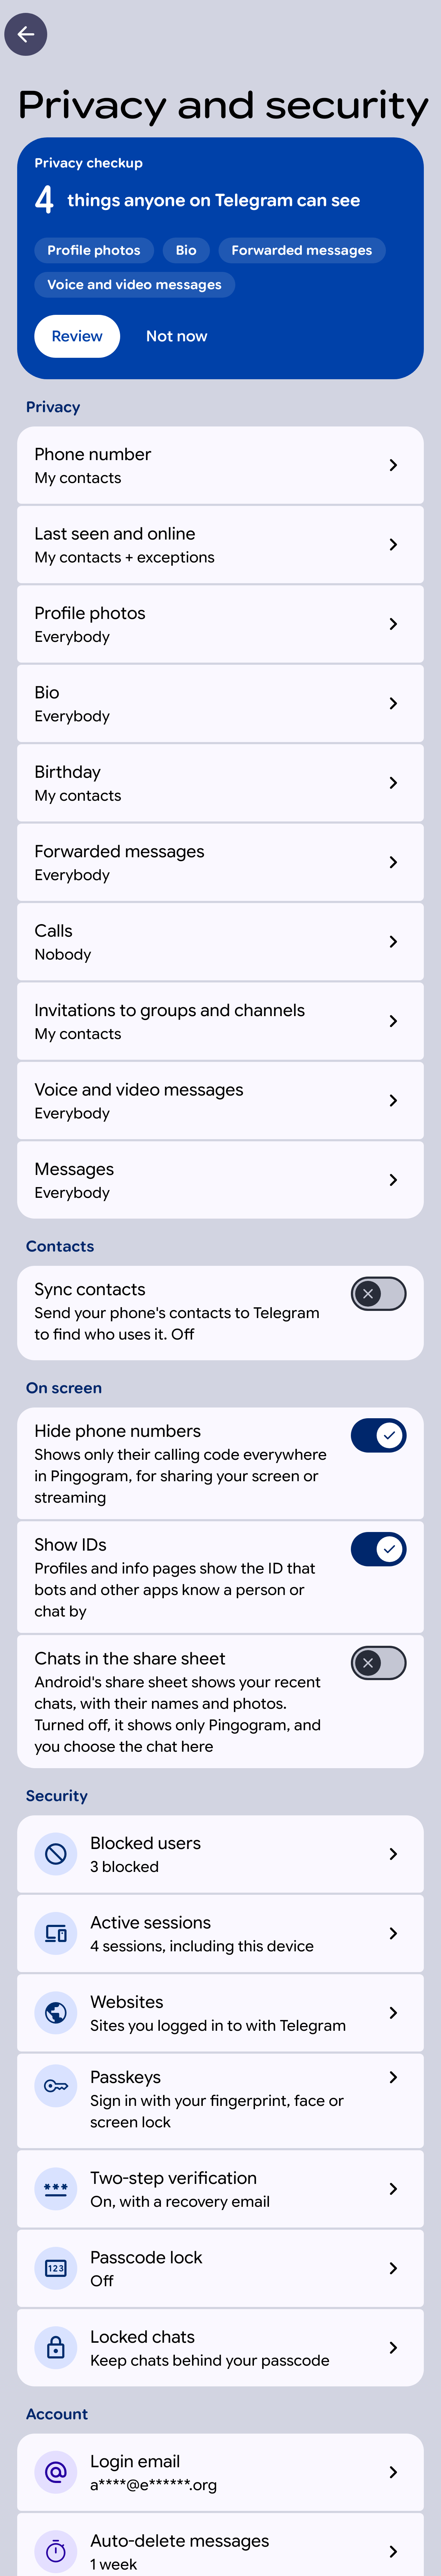 Privacy and security
Privacy checkup
4 things anyone on Telegram can see
Profile photos Bio Forwarded messages
Voice and video messages
Review Not now
Privacy
Phone number
My contacts
Last seen and online
My contacts + exceptions
Profile photos
Everybody
Bio
Everybody
Birthday
My contacts
Forwarded messages
Everybody
Calls
Nobody
Invitations to groups and channels
My contacts
Voice and video messages
Everybody
Messages
Everybody
Contacts
Sync contacts
Send your phone's contacts to Telegram
to find who uses it. Off
On screen
Hide phone numbers
Shows only their calling code everywhere
in Pingogram, for sharing your screen or
streaming
Show IDs
Profiles and info pages show the ID that
bots and other apps know a person or
chat by
Chats in the share sheet
Android's share sheet shows your recent
chats, with their names and photos.
Turned off, it shows only Pingogram, and
you choose the chat here
Security
Blocked users
3 blocked
Active sessions
4 sessions, including this device
Websites
Sites you logged in to with Telegram
Passkeys
Sign in with your fingerprint, face or
screen lock
Two-step verification
On, with a recovery email
123
Passcode lock
Off
Locked chats
Keep chats behind your passcode
Account
Login email
a****@e******.org
Auto-delete messages
1 week